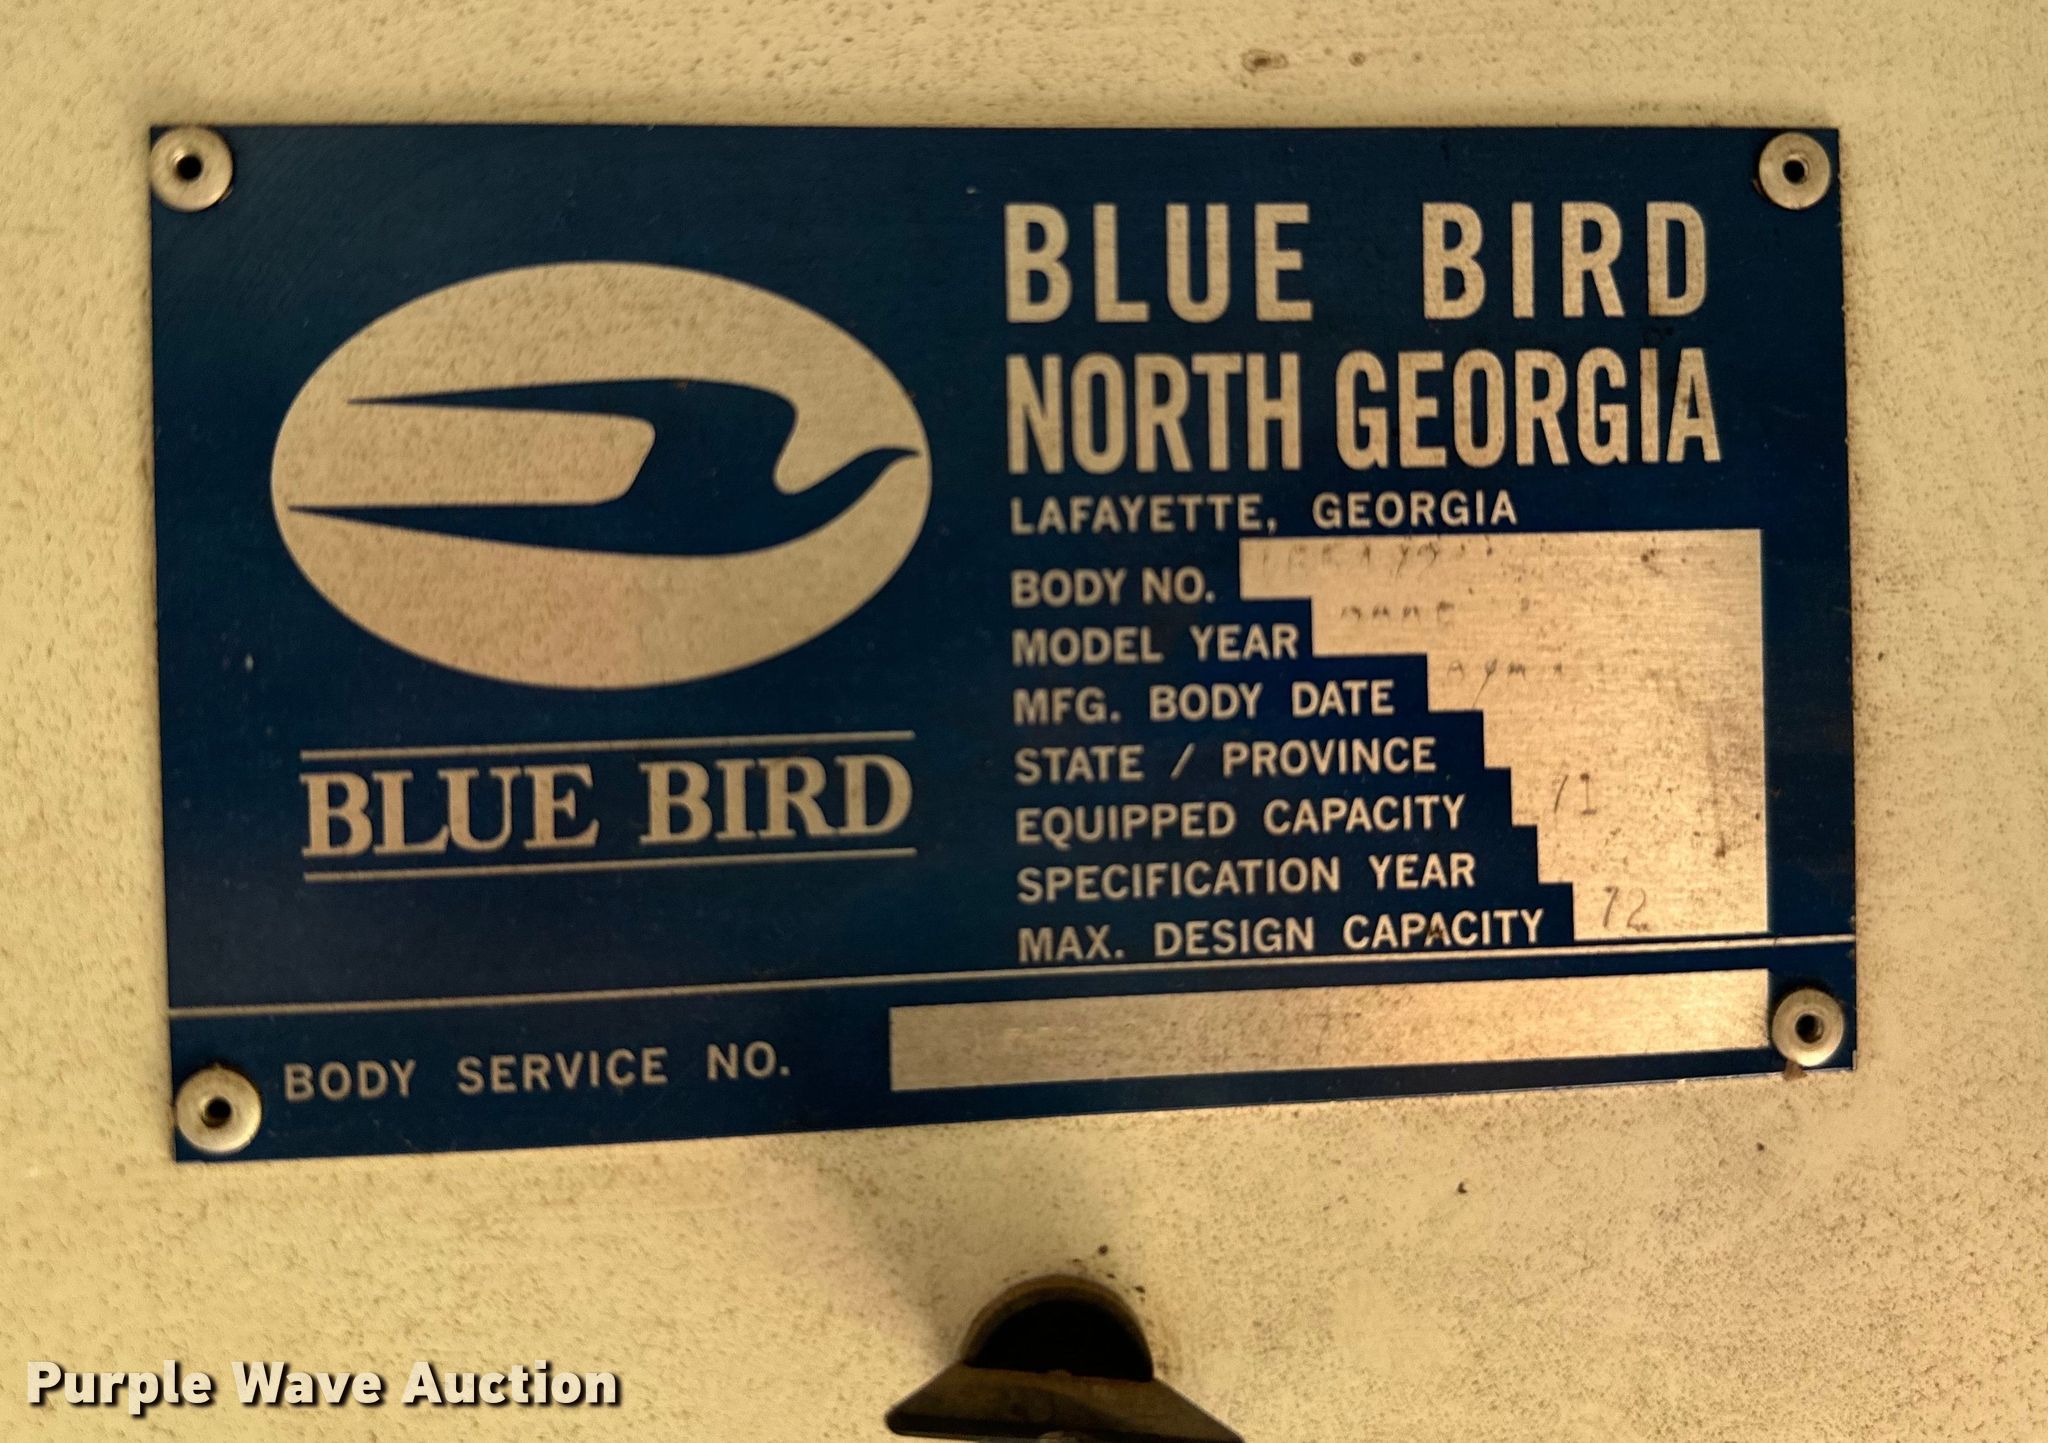 BLUE BIRD
NORTH GEORGIA
LAFAYETTE, GEORGIA
BODY NO.
MODEL YEAR
MFG. BODY DATE
STATE / PROVINCE
EQUIPPED CAPACITY 71
SPECIFICATION YEAR
MAX. DESIGN CAPACITY 72
BLUE BIRD
BODY SERVICE NO.
Purple Wave Auction